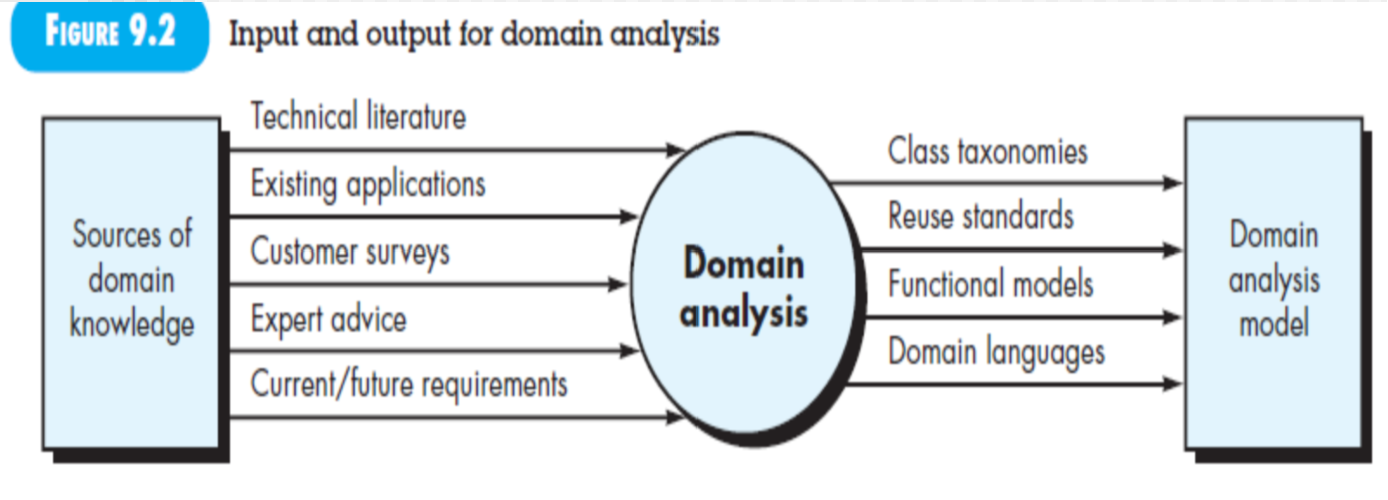 FIGURE 9.2 Input and output for domain analysis
Technical literature
Existing applications
Customer surveys
Expert advice
Current/future requirements
Sources of
domain
knowledge
Domain
analysis
Class taxonomies
Reuse standards
Functional models
Domain languages
Domain
analysis
model